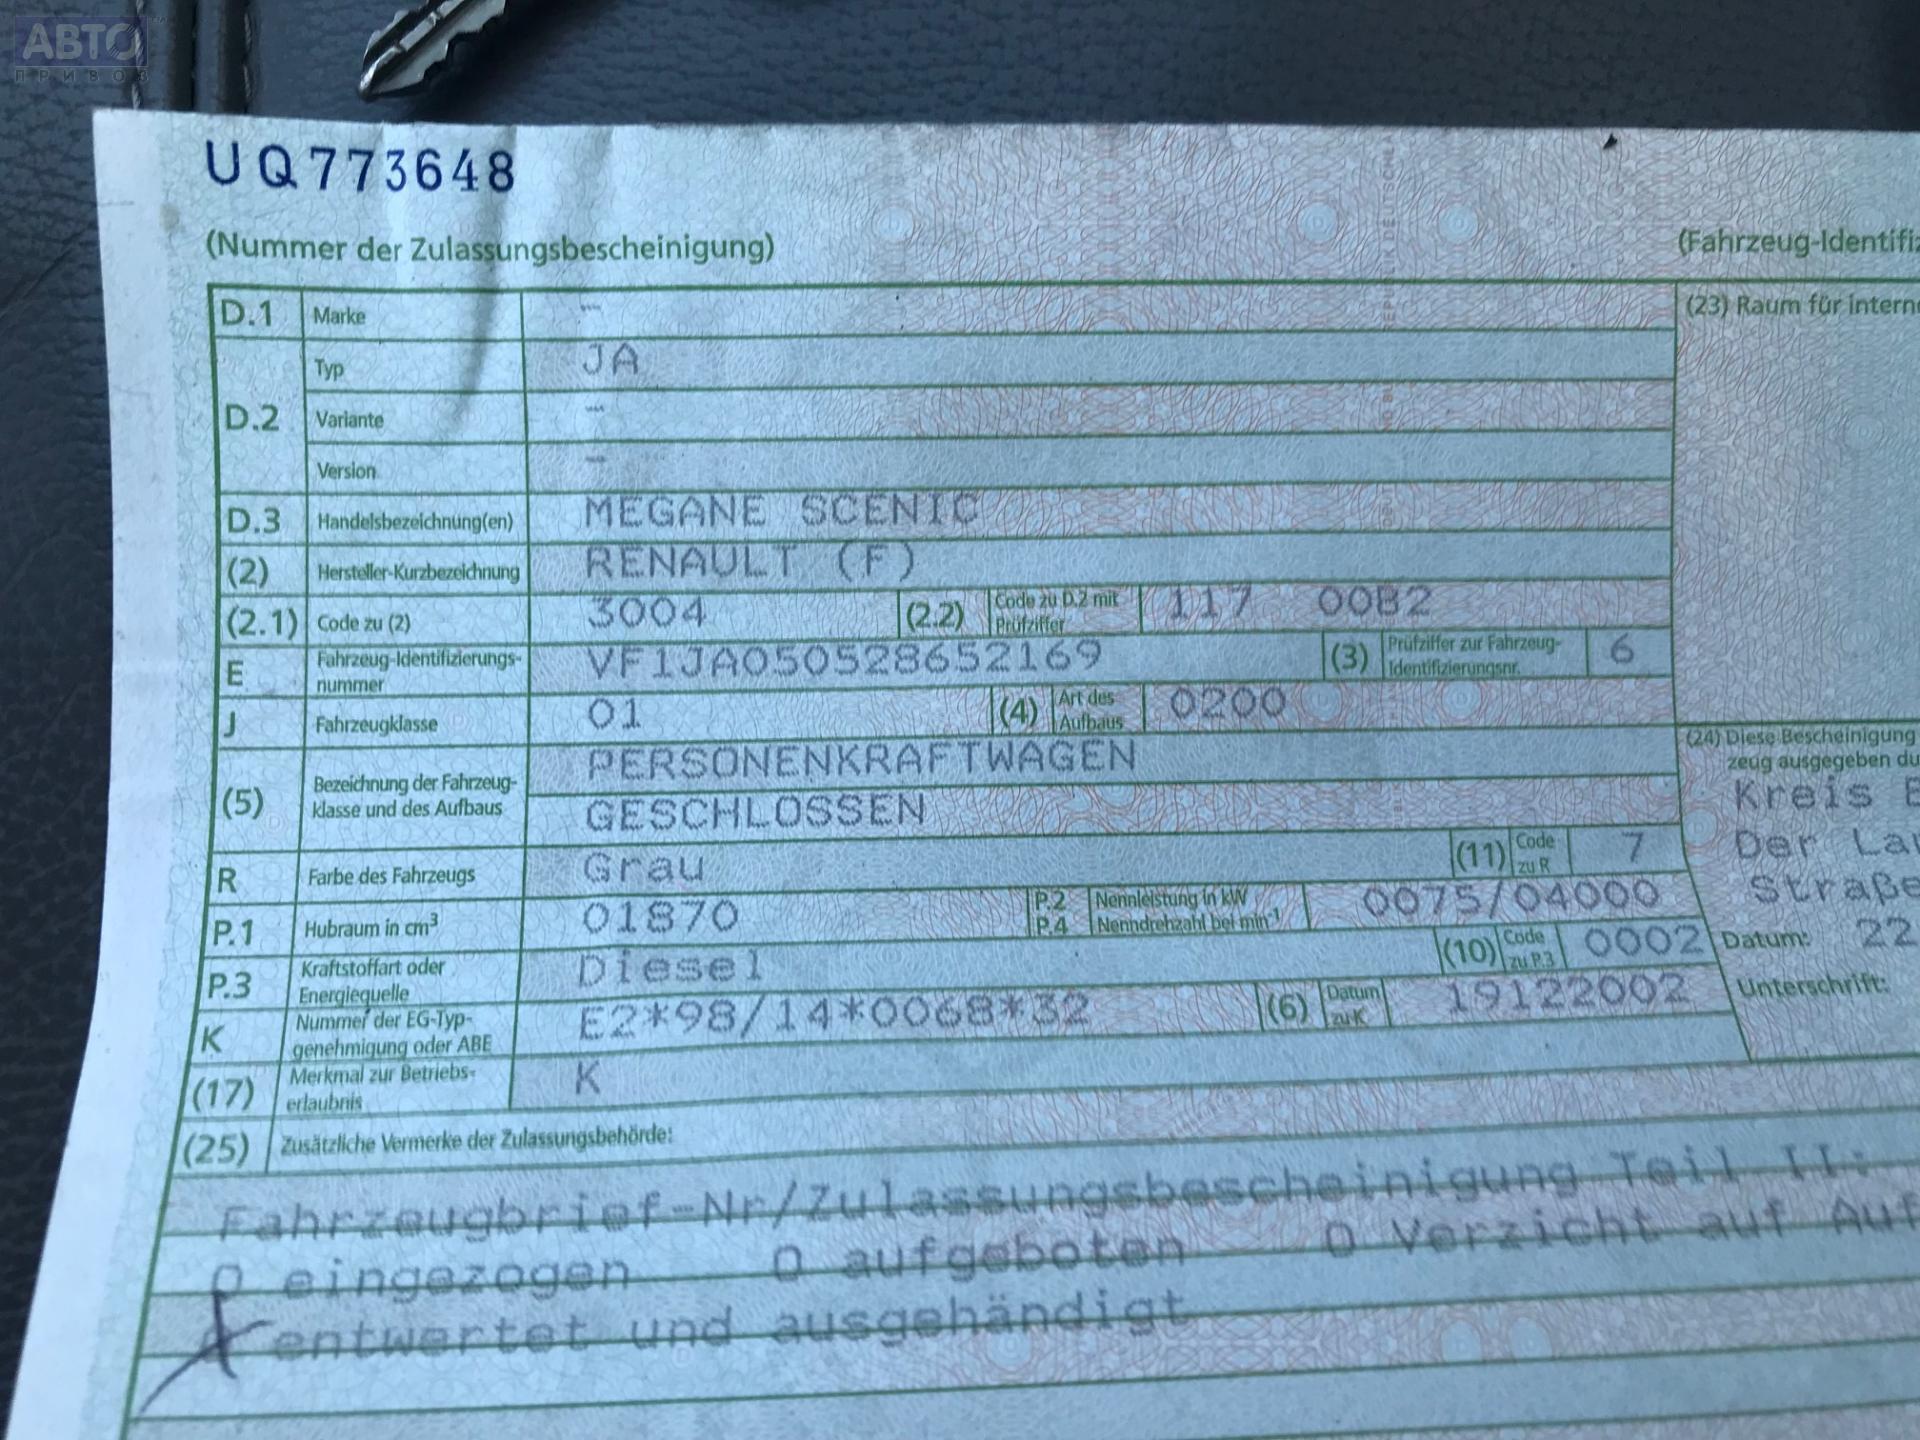 АВТО
ПРИВОЗ
UQ773648
(Nummer der Zulassungsbescheinigung)
(Fahrzeug-Identifi
D.1 Marke -
(23) Raum für intern
D.2 Typ JA
Variante -
Version -
D.3 Handelsbezeichnung(en) MEGANE SCENIC
(2) Hersteller-Kurzbezeichnung RENAULT (F)
(2.1) Code zu (2) 3004 (2.2) Code zu D.2 mit Prüfziffer 117 00B2
E Fahrzeug-Identifizierungs-nummer VF1JA050528652169 (3) Prüfziffer zur Fahrzeug-Identifizierungsnr. 6
J Fahrzeugklasse 01 (4) Art des Aufbaus 0200
(5) Bezeichnung der Fahrzeug-klasse und des Aufbaus PERSONENKRAFTWAGEN
GESCHLOSSEN
R Farbe des Fahrzeugs Grau (11) Code zu R 7
P.1 Hubraum in cm³ 01870 P.2 Nennleistung in kW P.4 Nenndrehzahl bei min⁻¹ 0075/04000
P.3 Kraftstoffart oder Energiequelle Diesel (10) Code zu P.3 0002
K Nummer der EG-Typ-genehmigung oder ABE E2*98/14*0068*32 (6) Datum zu K 19122002
(17) Merkmal zur Betriebs-erlaubnis K
(24) Diese Bescheinigung
zeug ausgegeben du
Kreis
Der La
Straße
Datum: 22
Unterschrift:
(25) Zusätzliche Vermerke der Zulassungsbehörde:
Fahrzeugbrief-Nr/Zulassungsbescheinigung Teil II:
O eingezogen O aufgeboten O Verzicht auf Auf
entwertet und ausgehändigt